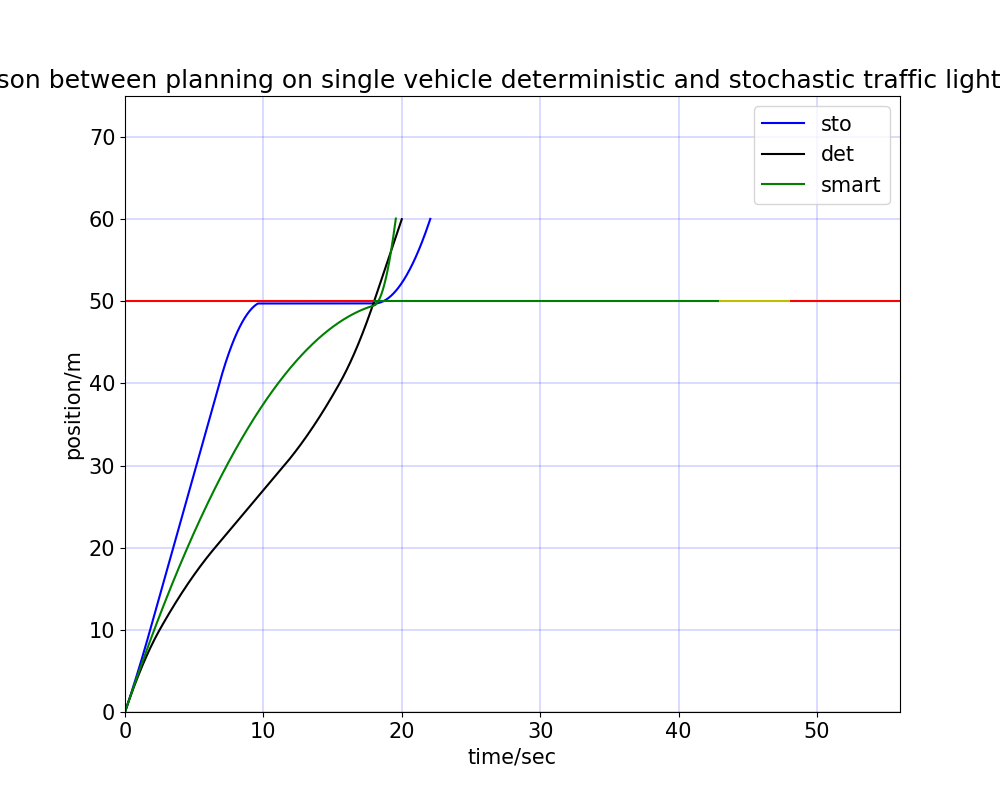 son between planning on single vehicle deterministic and stochastic traffic light
sto
det
smart
70
60
50
40
30
20
10
0
position/m
0 10 20 30 40 50
time/sec